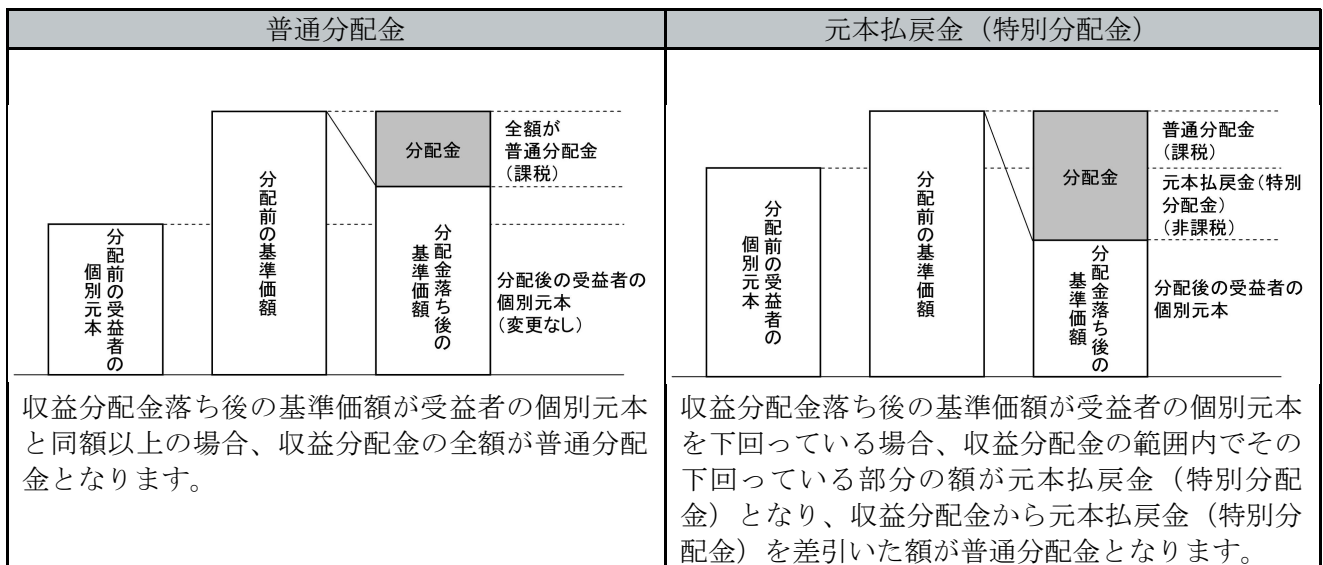 普通分配金
分配前の受益者の
個別元本
分配前の基準価額
分配金
分配金落ち後の
基準価額
全額が
普通分配金
（課税）
分配後の受益者の
個別元本
（変更なし）
収益分配金落ち後の基準価額が受益者の個別元本
と同額以上の場合、収益分配金の全額が普通分配
金となります。
元本払戻金（特別分配金）
分配前の受益者の
個別元本
分配前の基準価額
分配金
分配金落ち後の
基準価額
普通分配金
（課税）
元本払戻金（特別
分配金）
（非課税）
分配後の受益者の
個別元本
収益分配金落ち後の基準価額が受益者の個別元本
を下回っている場合、収益分配金の範囲内でその
下回っている部分の額が元本払戻金（特別分配
金）となり、収益分配金から元本払戻金（特別分
配金）を差引いた額が普通分配金となります。